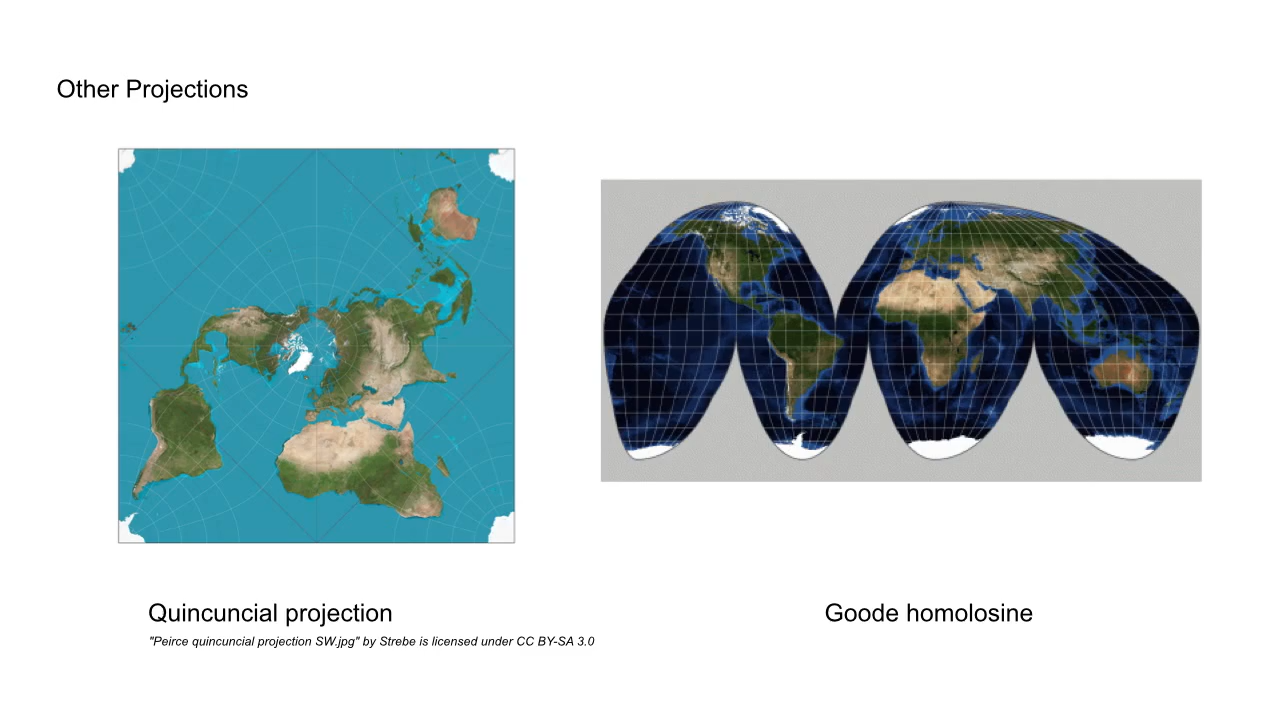 Other Projections
Quincuncial projection
"Peirce quincuncial projection SW.jpg" by Strebe is licensed under CC BY-SA 3.0
Goode homolosine